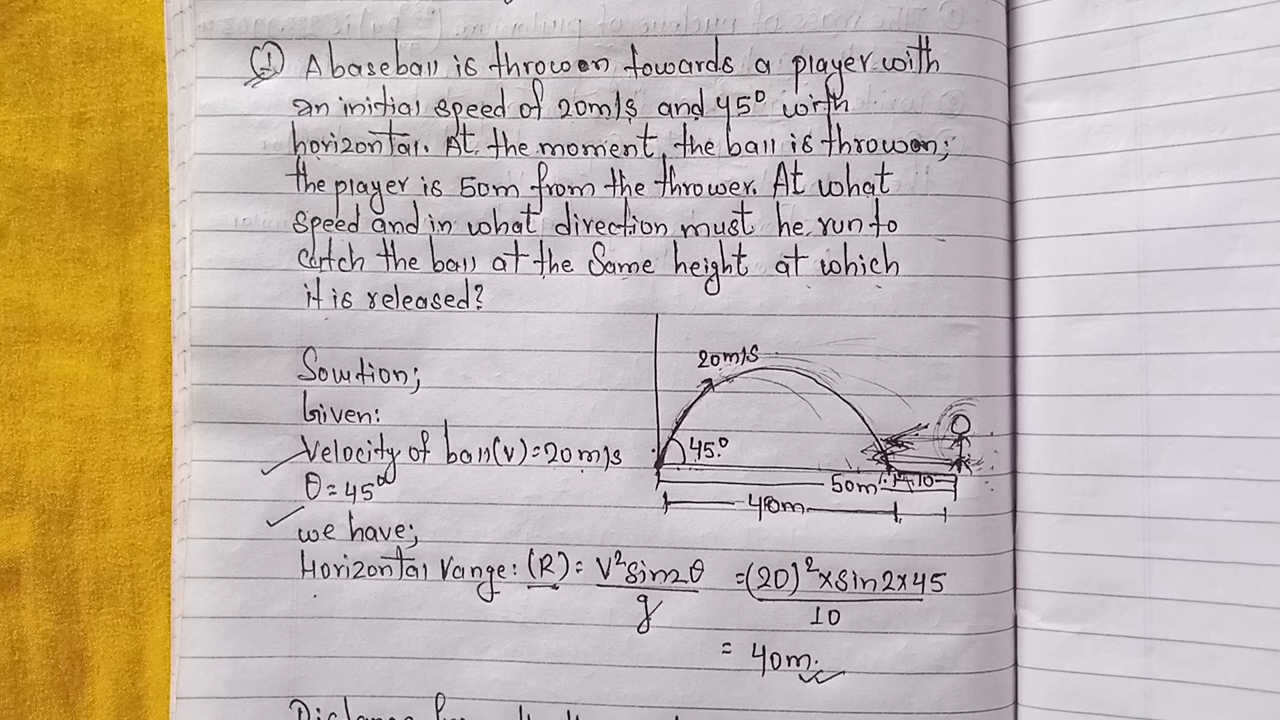 Q1 A baseball is throwon towards a player with
an initial speed of 20m/s and 45° with
horizontal. At the moment the ball is throwon;
the player is 50m from the thrower. At what
speed and in what direction must he run to
catch the ball at the Same height at which
it is released?
Solution;
Given:
Velocity of ball(v)=20m/s
θ=45°
we have;
Horizontal range: (R)= V²Sin2θ/g =(20)²×Sin2×45/10
= 40m.
20m/s
45°
50m
10
40m